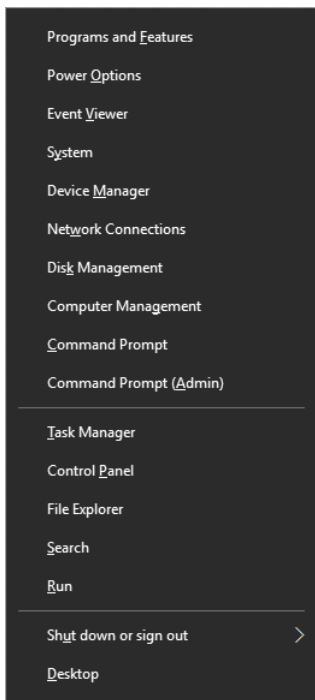 Programs and Features
Power Options
Event Viewer
System
Device Manager
Network Connections
Disk Management
Computer Management
Command Prompt
Command Prompt (Admin)
Task Manager
Control Panel
File Explorer
Search
Run
Shut down or sign out
Desktop